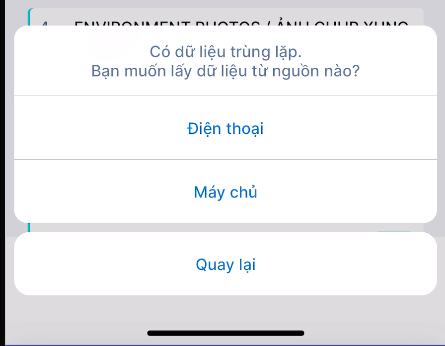 4. ENVIRONMENT PHOTOS / ẢNH CHỤP XUNG
Có dữ liệu trùng lặp.
Bạn muốn lấy dữ liệu từ nguồn nào?
Điện thoại
Máy chủ
Quay lại